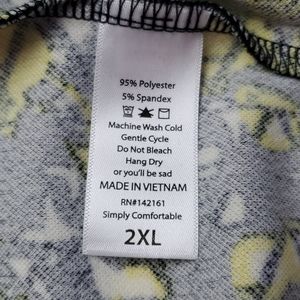 95% Polyester
5% Spandex
Machine Wash Cold
Gentle Cycle
Do Not Bleach
Hang Dry
or you'll be sad
MADE IN VIETNAM
RN#142161
Simply Comfortable
2XL